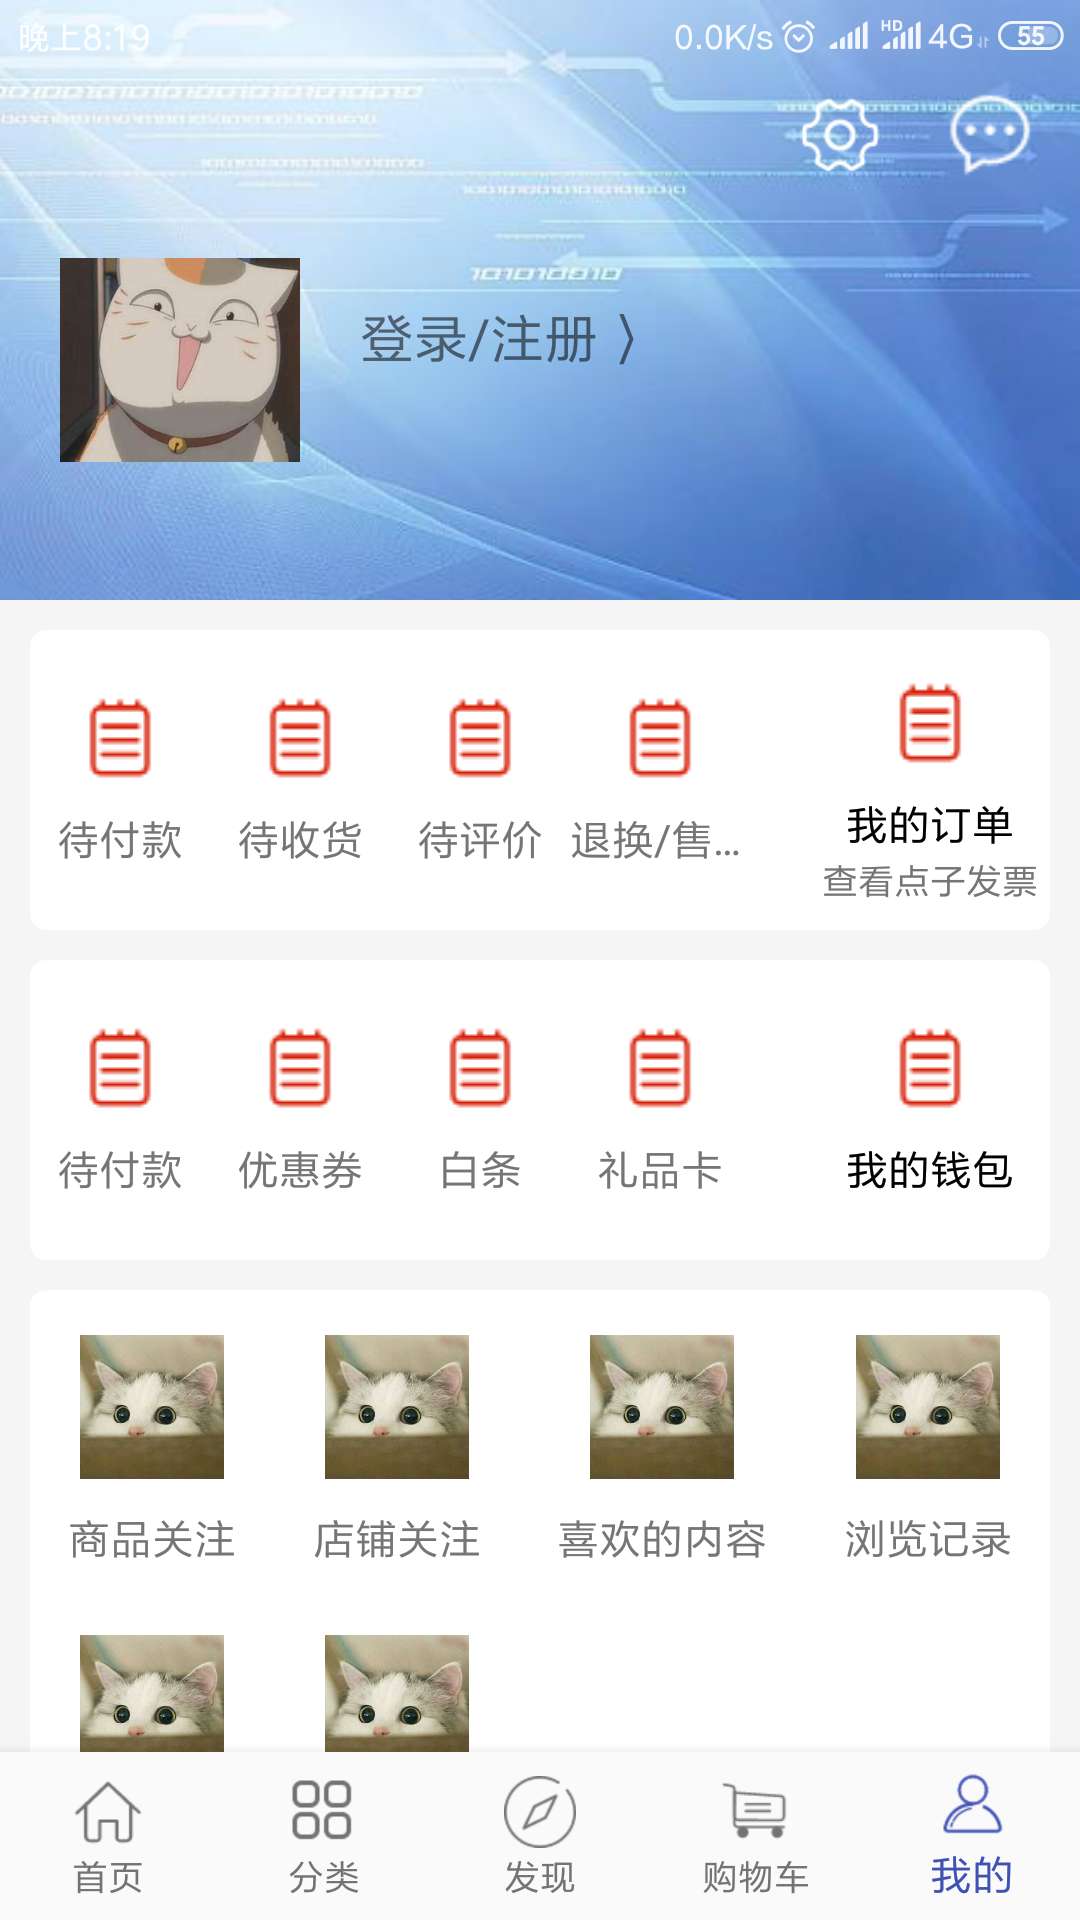 晚上8:19 0.0K/s HD 4G 55
登录/注册 〉
待付款 待收货 待评价 退换/售... 我的订单
查看点子发票
待付款 优惠券 白条 礼品卡 我的钱包
商品关注 店铺关注 喜欢的内容 浏览记录
首页 分类 发现 购物车 我的